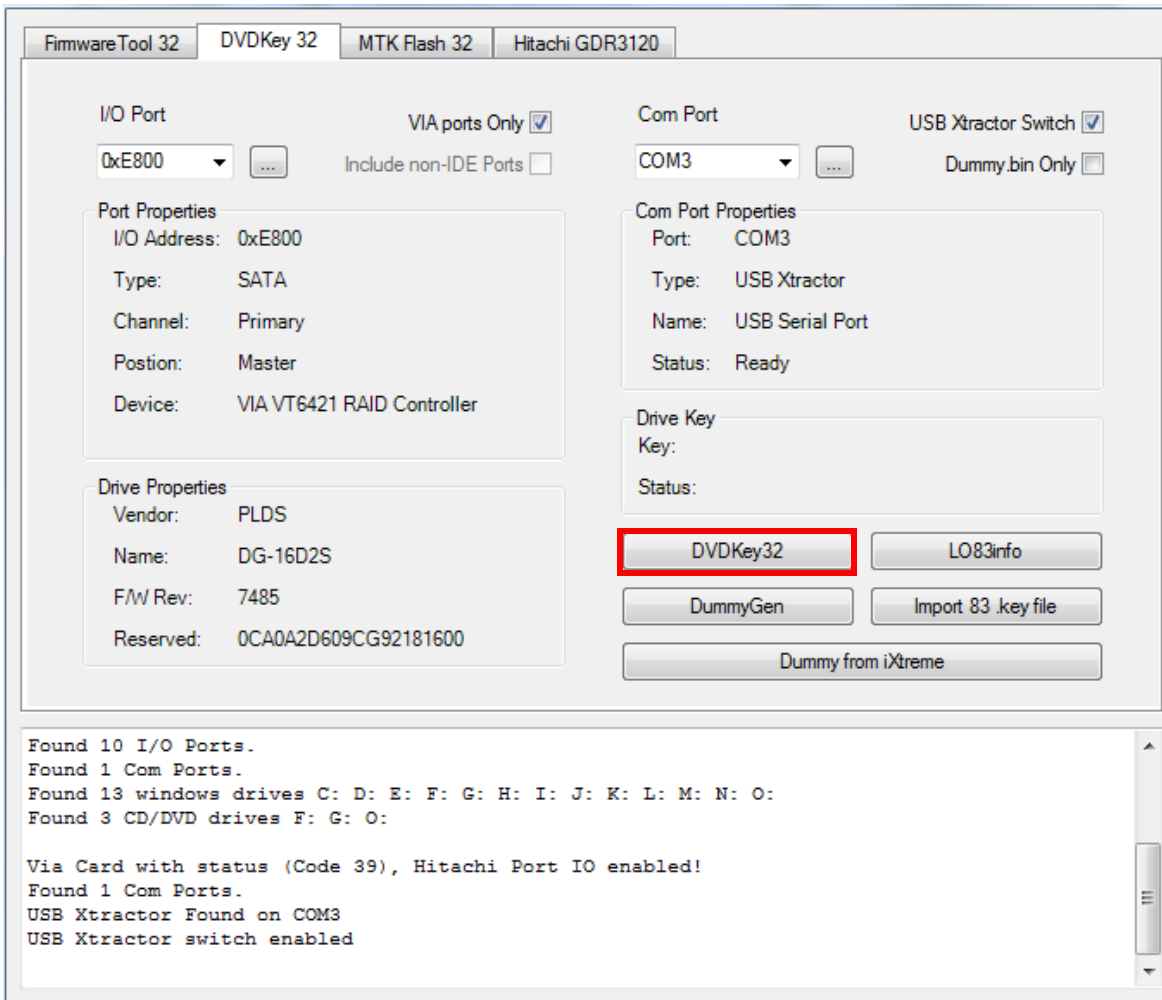 FirmwareTool 32 DVDKey 32 MTK Flash 32 Hitachi GDR3120
I/O Port
VIA ports Only
0xE800 ...
Include non-IDE Ports
Port Properties
I/O Address: 0xE800
Type: SATA
Channel: Primary
Postion: Master
Device: VIA VT6421 RAID Controller
Drive Properties
Vendor: PLDS
Name: DG-16D2S
F/W Rev: 7485
Reserved: 0CA0A2D609CG92181600
Com Port
USB Xtractor Switch
COM3 ...
Dummy.bin Only
Com Port Properties
Port: COM3
Type: USB Xtractor
Name: USB Serial Port
Status: Ready
Drive Key
Key:
Status:
DVDKey32 LO83info
DummyGen Import 83 .key file
Dummy from iXtreme
Found 10 I/O Ports.
Found 1 Com Ports.
Found 13 windows drives C: D: E: F: G: H: I: J: K: L: M: N: O:
Found 3 CD/DVD drives F: G: O:
Via Card with status (Code 39), Hitachi Port IO enabled!
Found 1 Com Ports.
USB Xtractor Found on COM3
USB Xtractor switch enabled